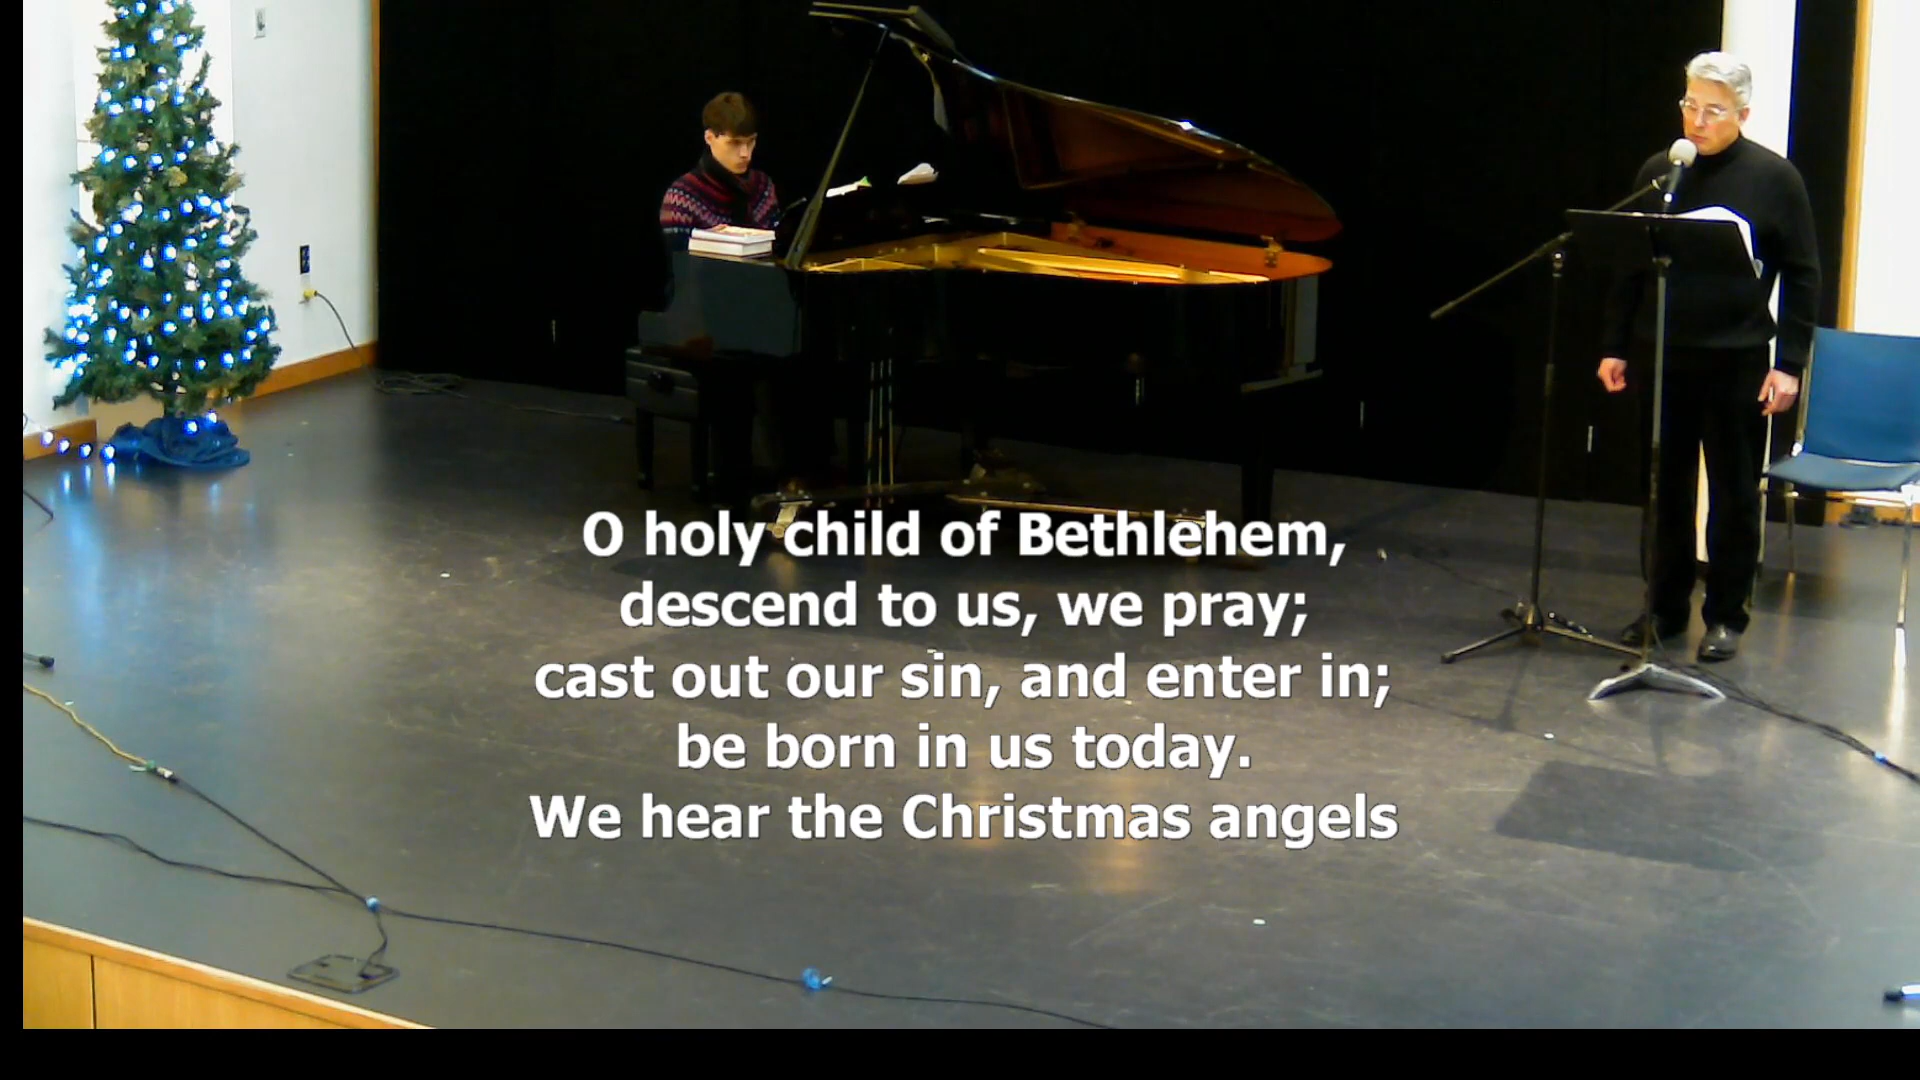 O holy child of Bethlehem,
descend to us, we pray;
cast out our sin, and enter in;
be born in us today.
We hear the Christmas angels